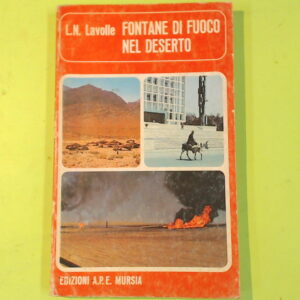 L.N. Lavolle FONTANE DI FUOCO
NEL DESERTO
EDIZIONI A.P.E. MURSIA